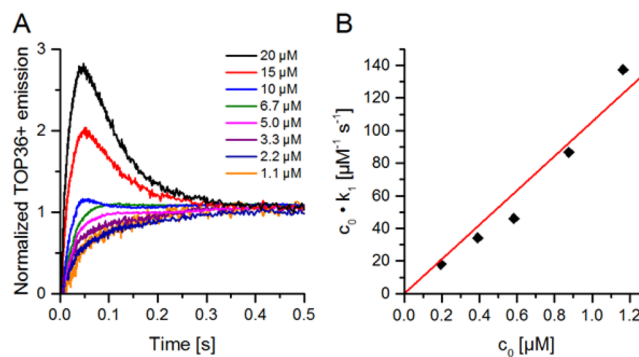 A
Normalized TOP36+ emission
3
2
1
0
20 µM
15 µM
10 µM
6.7 µM
5.0 µM
3.3 µM
2.2 µM
1.1 µM
0.0 0.1 0.2 0.3 0.4 0.5
Time [s]
B
c₀ • k₁ [µM⁻¹ s⁻¹]
140
120
100
80
60
40
20
0
0.0 0.2 0.4 0.6 0.8 1.0 1.2
c₀ [µM]